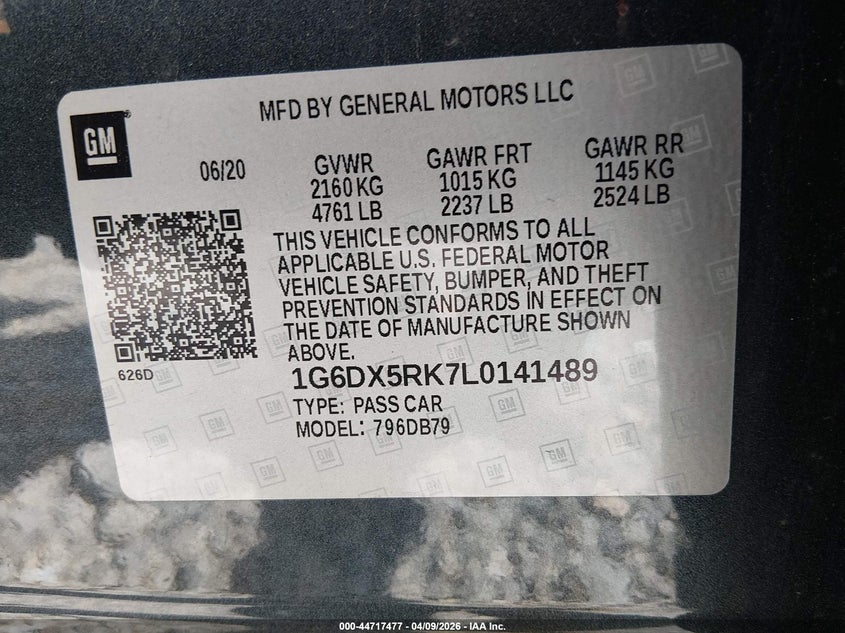 MFD BY GENERAL MOTORS LLC
GM
06/20
GVWR
2160 KG
4761 LB
GAWR FRT
1015 KG
2237 LB
GAWR RR
1145 KG
2524 LB
THIS VEHICLE CONFORMS TO ALL
APPLICABLE U.S. FEDERAL MOTOR
VEHICLE SAFETY, BUMPER, AND THEFT
PREVENTION STANDARDS IN EFFECT ON
THE DATE OF MANUFACTURE SHOWN
ABOVE.
626D
1G6DX5RK7L0141489
TYPE: PASS CAR
MODEL: 796DB79
000-44717477 - 04/09/2026 - IAA Inc.